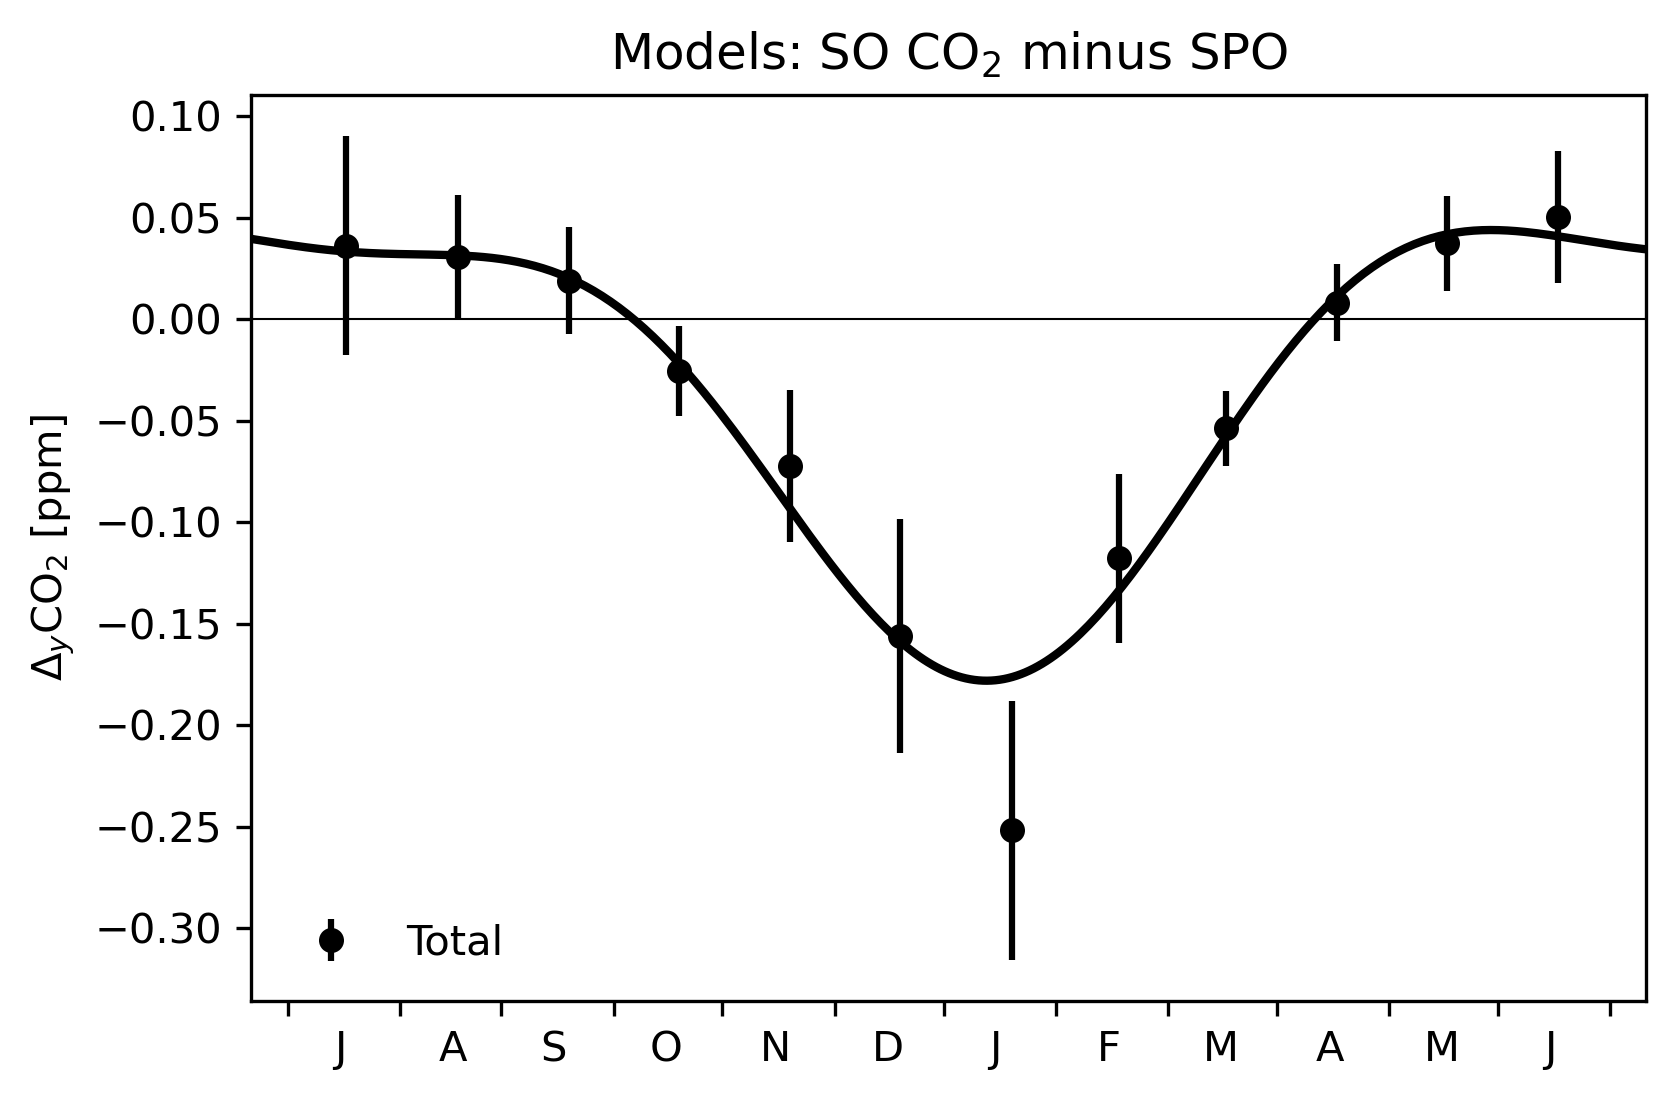 Models: SO CO₂ minus SPO
0.10
0.05
0.00
−0.05
−0.10
−0.15
−0.20
−0.25
−0.30
ΔyCO₂ [ppm]
Total
J A S O N D J F M A M J